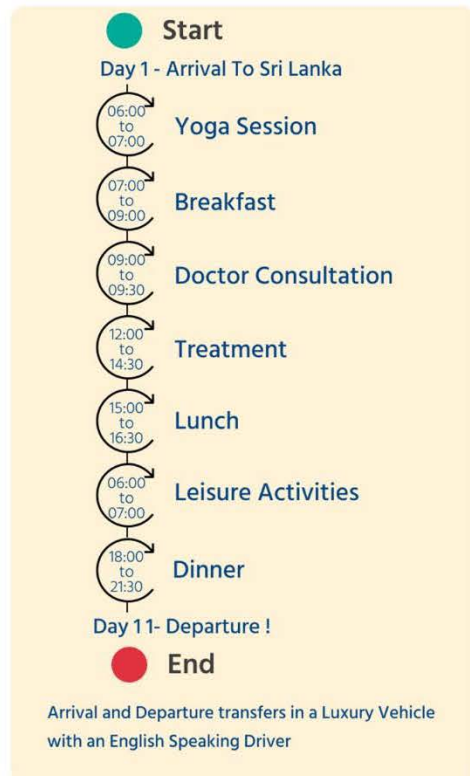 Start
Day 1 - Arrival To Sri Lanka
06:00
to
07:00
Yoga Session
07:00
to
09:00
Breakfast
09:00
to
09:30
Doctor Consultation
12:00
to
14:30
Treatment
15:00
to
16:30
Lunch
06:00
to
07:00
Leisure Activities
18:00
to
21:30
Dinner
Day 11- Departure !
End
Arrival and Departure transfers in a Luxury Vehicle
with an English Speaking Driver